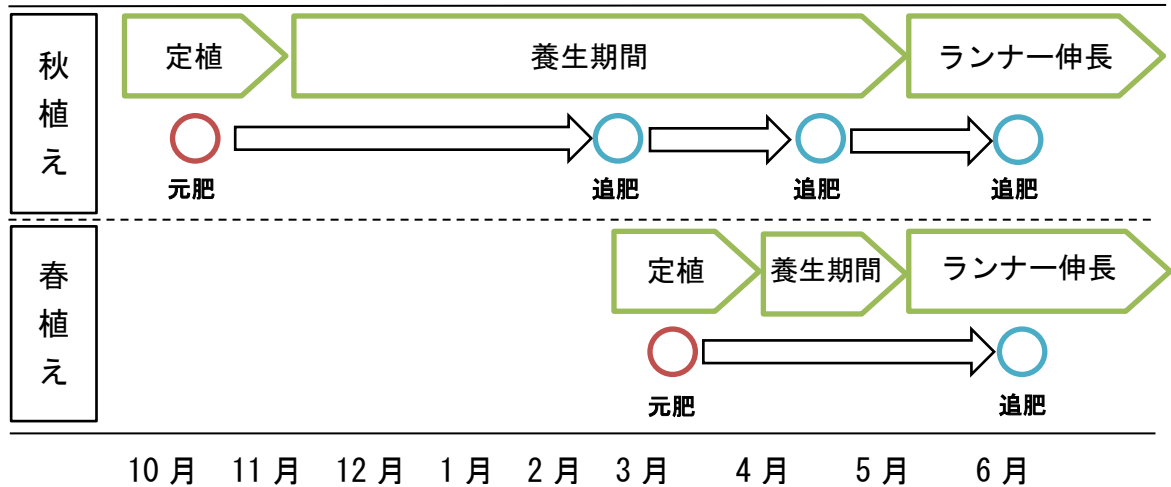 秋植え
定植 養生期間 ランナー伸長
元肥 追肥 追肥 追肥
春植え
定植 養生期間 ランナー伸長
元肥 追肥
10月 11月 12月 1月 2月 3月 4月 5月 6月